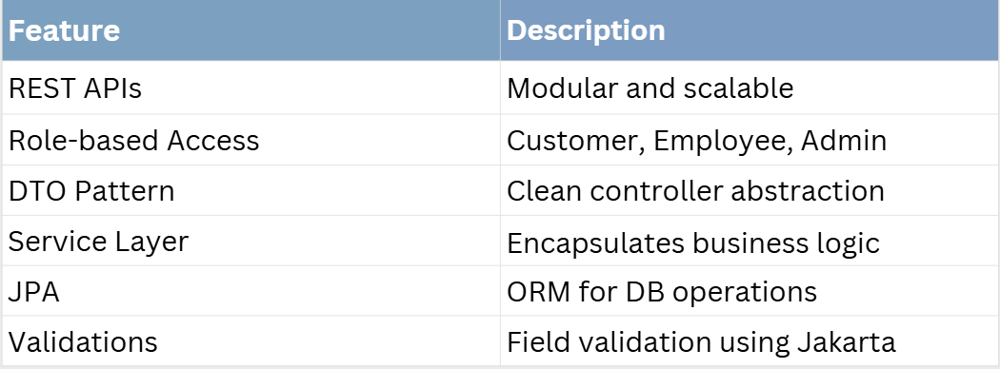 Feature Description
REST APIs Modular and scalable
Role-based Access Customer, Employee, Admin
DTO Pattern Clean controller abstraction
Service Layer Encapsulates business logic
JPA ORM for DB operations
Validations Field validation using Jakarta